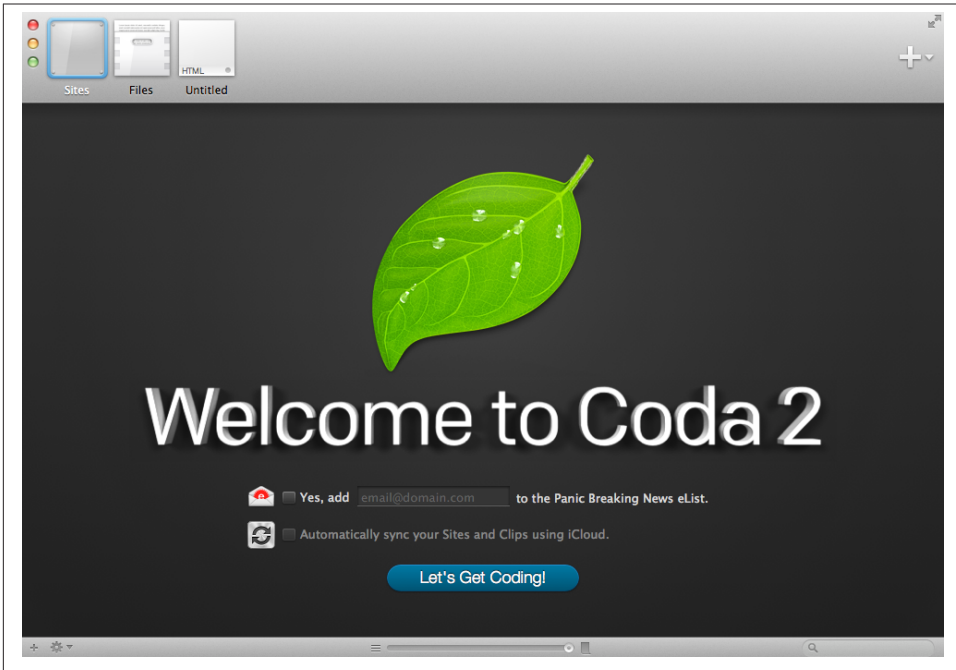 Sites Files Untitled
HTML
Welcome to Coda 2
e
Yes, add email@domain.com to the Panic Breaking News eList.
Automatically sync your Sites and Clips using iCloud.
Let's Get Coding!